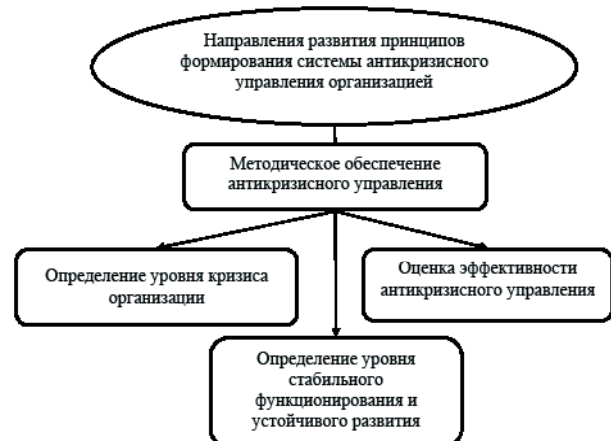 Направления развития принципов
формирования системы антикризисного
управления организацией
Методическое обеспечение
антикризисного управления
Определение уровня кризиса
организации
Оценка эффективности
антикризисного управления
Определение уровня
стабильного
функционирования и
устойчивого развития